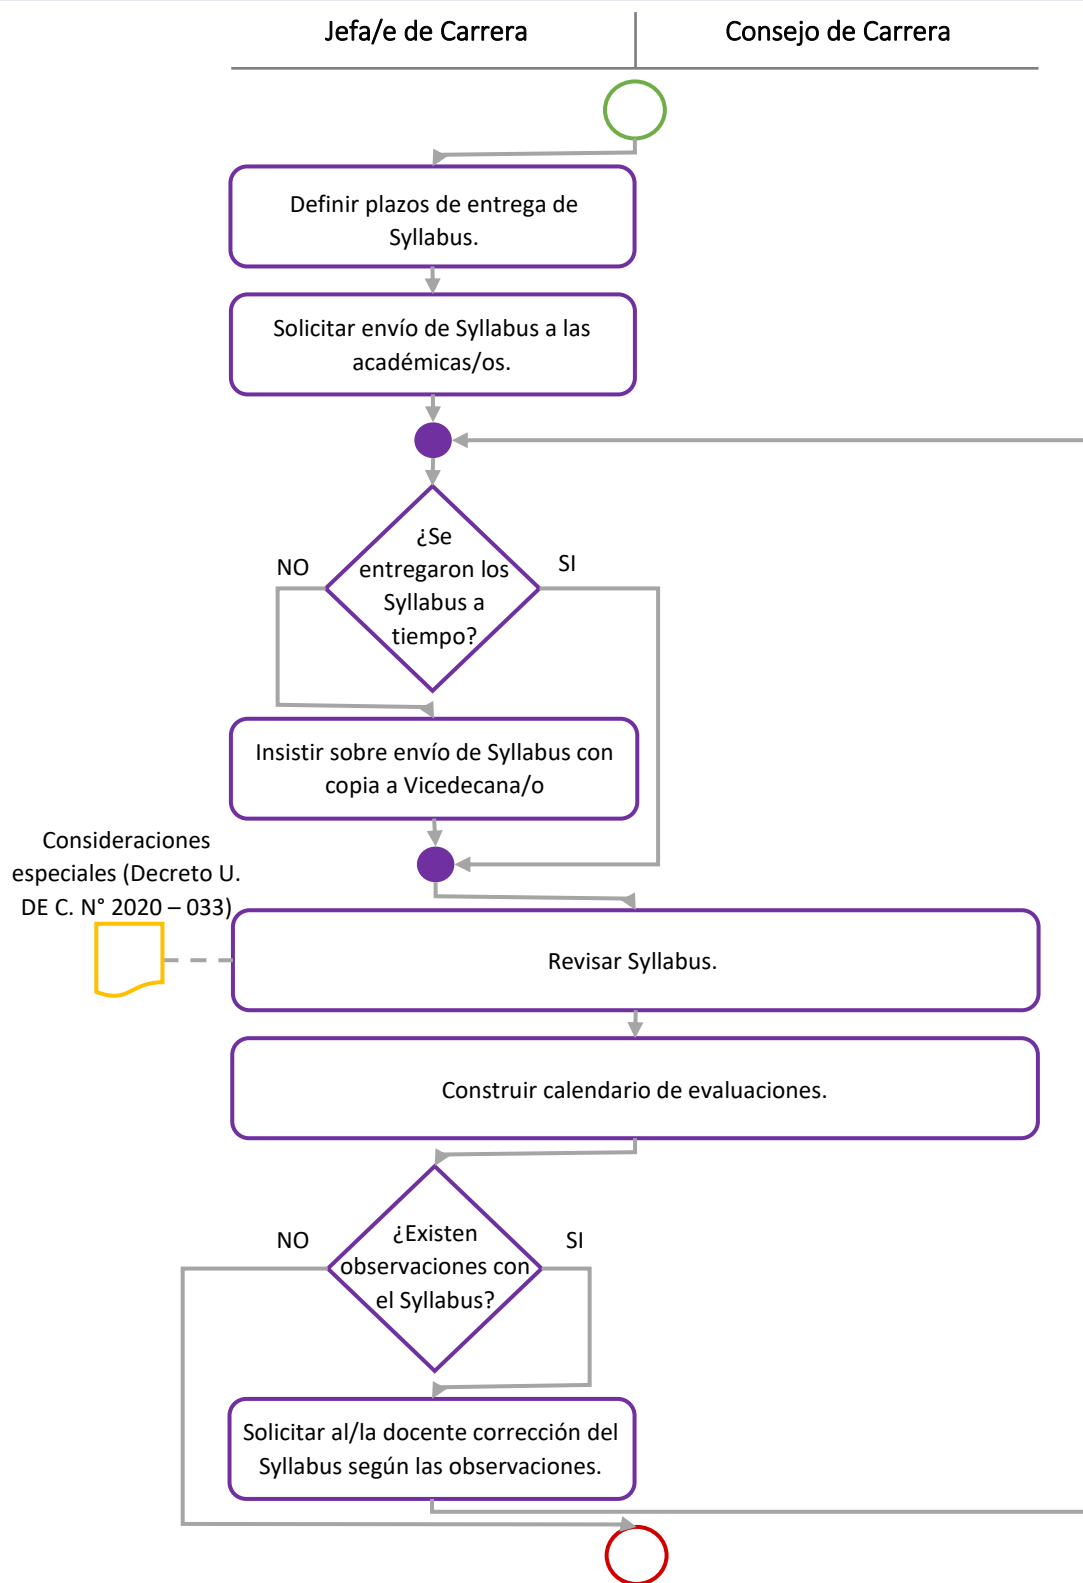 Jefa/e de Carrera
Consejo de Carrera
Definir plazos de entrega de
Syllabus.
Solicitar envío de Syllabus a las
académicas/os.
¿Se
entregaron los
Syllabus a
tiempo?
NO
SI
Insistir sobre envío de Syllabus con
copia a Vicedecana/o
Consideraciones
especiales (Decreto U.
DE C. N° 2020 – 033)
Revisar Syllabus.
Construir calendario de evaluaciones.
¿Existen
observaciones con
el Syllabus?
NO
SI
Solicitar al/la docente corrección del
Syllabus según las observaciones.